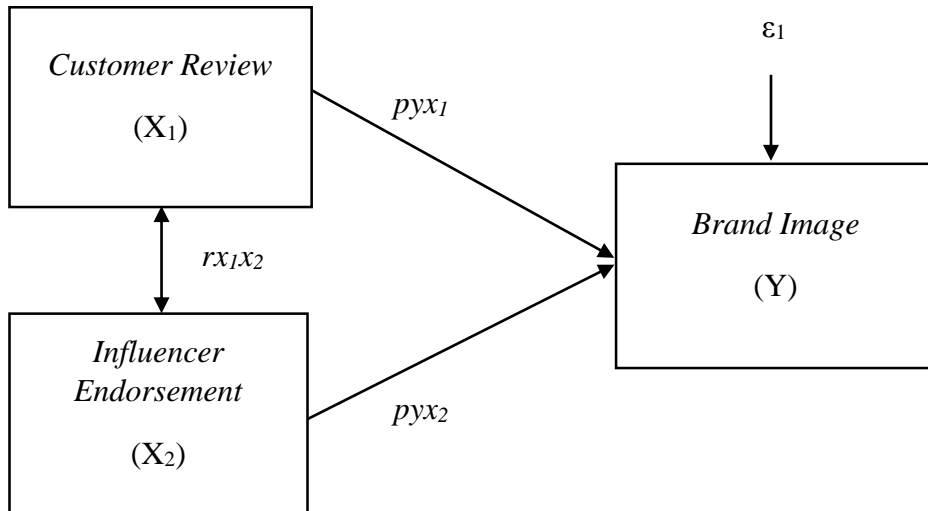 Customer Review
(X₁)
ε₁
pyx₁
Brand Image
(Y)
rx₁x₂
Influencer
Endorsement
(X₂)
pyx₂